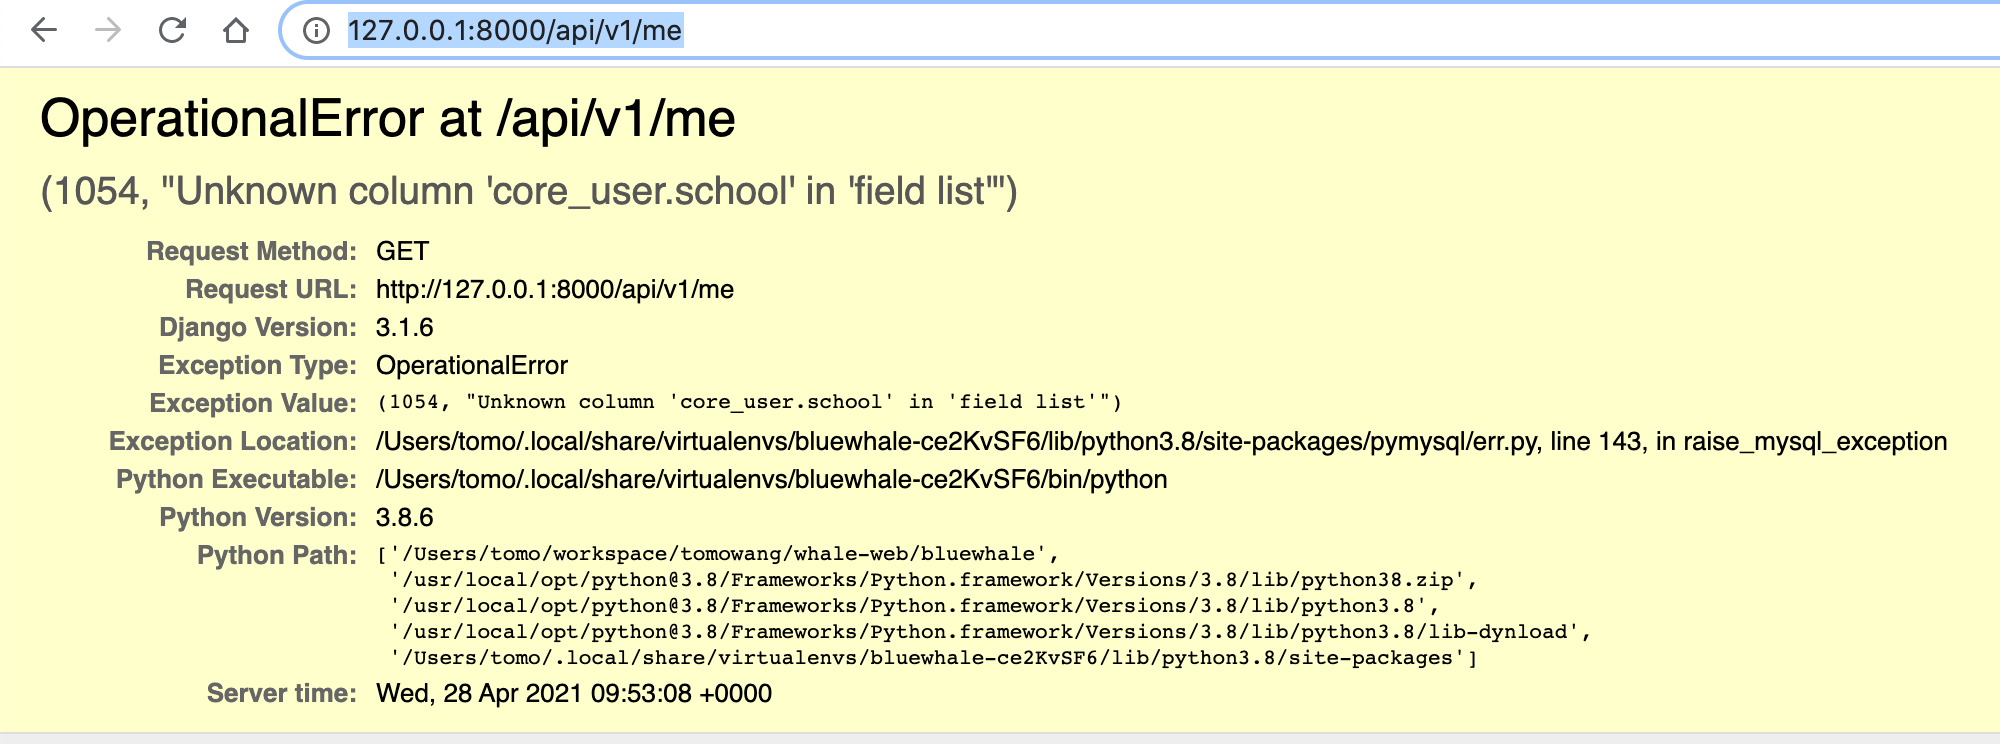 127.0.0.1:8000/api/v1/me
OperationalError at /api/v1/me
(1054, "Unknown column 'core_user.school' in 'field list'")
Request Method: GET
Request URL: http://127.0.0.1:8000/api/v1/me
Django Version: 3.1.6
Exception Type: OperationalError
Exception Value: (1054, "Unknown column 'core_user.school' in 'field list'")
Exception Location: /Users/tomo/.local/share/virtualenvs/bluewhale-ce2KvSF6/lib/python3.8/site-packages/pymysql/err.py, line 143, in raise_mysql_exception
Python Executable: /Users/tomo/.local/share/virtualenvs/bluewhale-ce2KvSF6/bin/python
Python Version: 3.8.6
Python Path: ['/Users/tomo/workspace/tomowang/whale-web/bluewhale',
'/usr/local/opt/python@3.8/Frameworks/Python.framework/Versions/3.8/lib/python38.zip',
'/usr/local/opt/python@3.8/Frameworks/Python.framework/Versions/3.8/lib/python3.8',
'/usr/local/opt/python@3.8/Frameworks/Python.framework/Versions/3.8/lib/python3.8/lib-dynload',
'/Users/tomo/.local/share/virtualenvs/bluewhale-ce2KvSF6/lib/python3.8/site-packages']
Server time: Wed, 28 Apr 2021 09:53:08 +0000